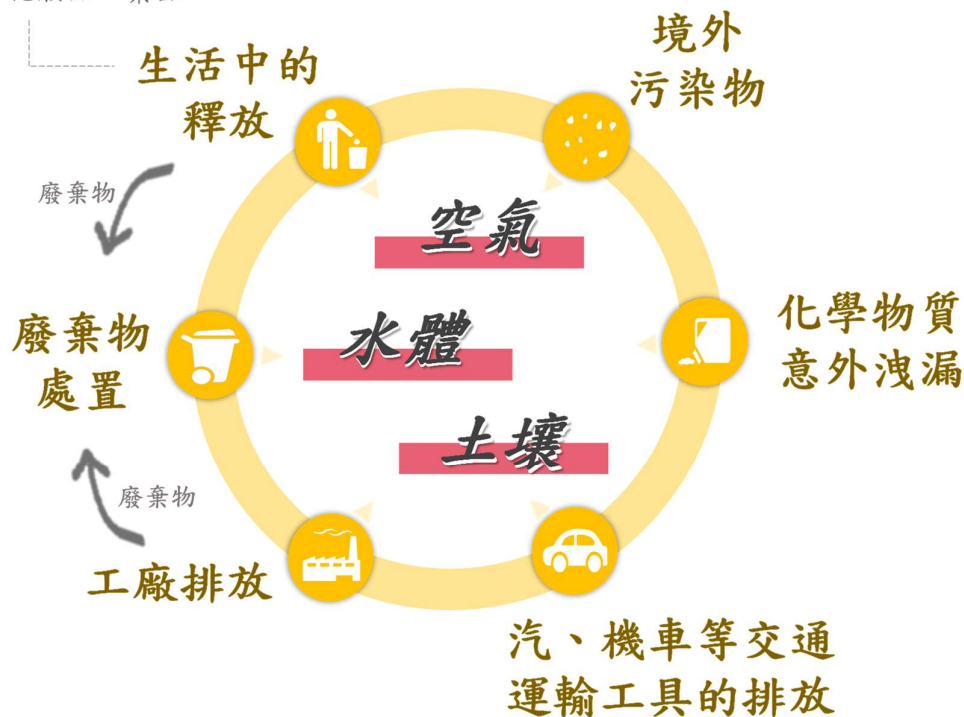 生活中的
釋放
境外
污染物
廢棄物
空氣
水體
土壤
廢棄物
處置
化學物質
意外洩漏
廢棄物
工廠排放
汽、機車等交通
運輸工具的排放